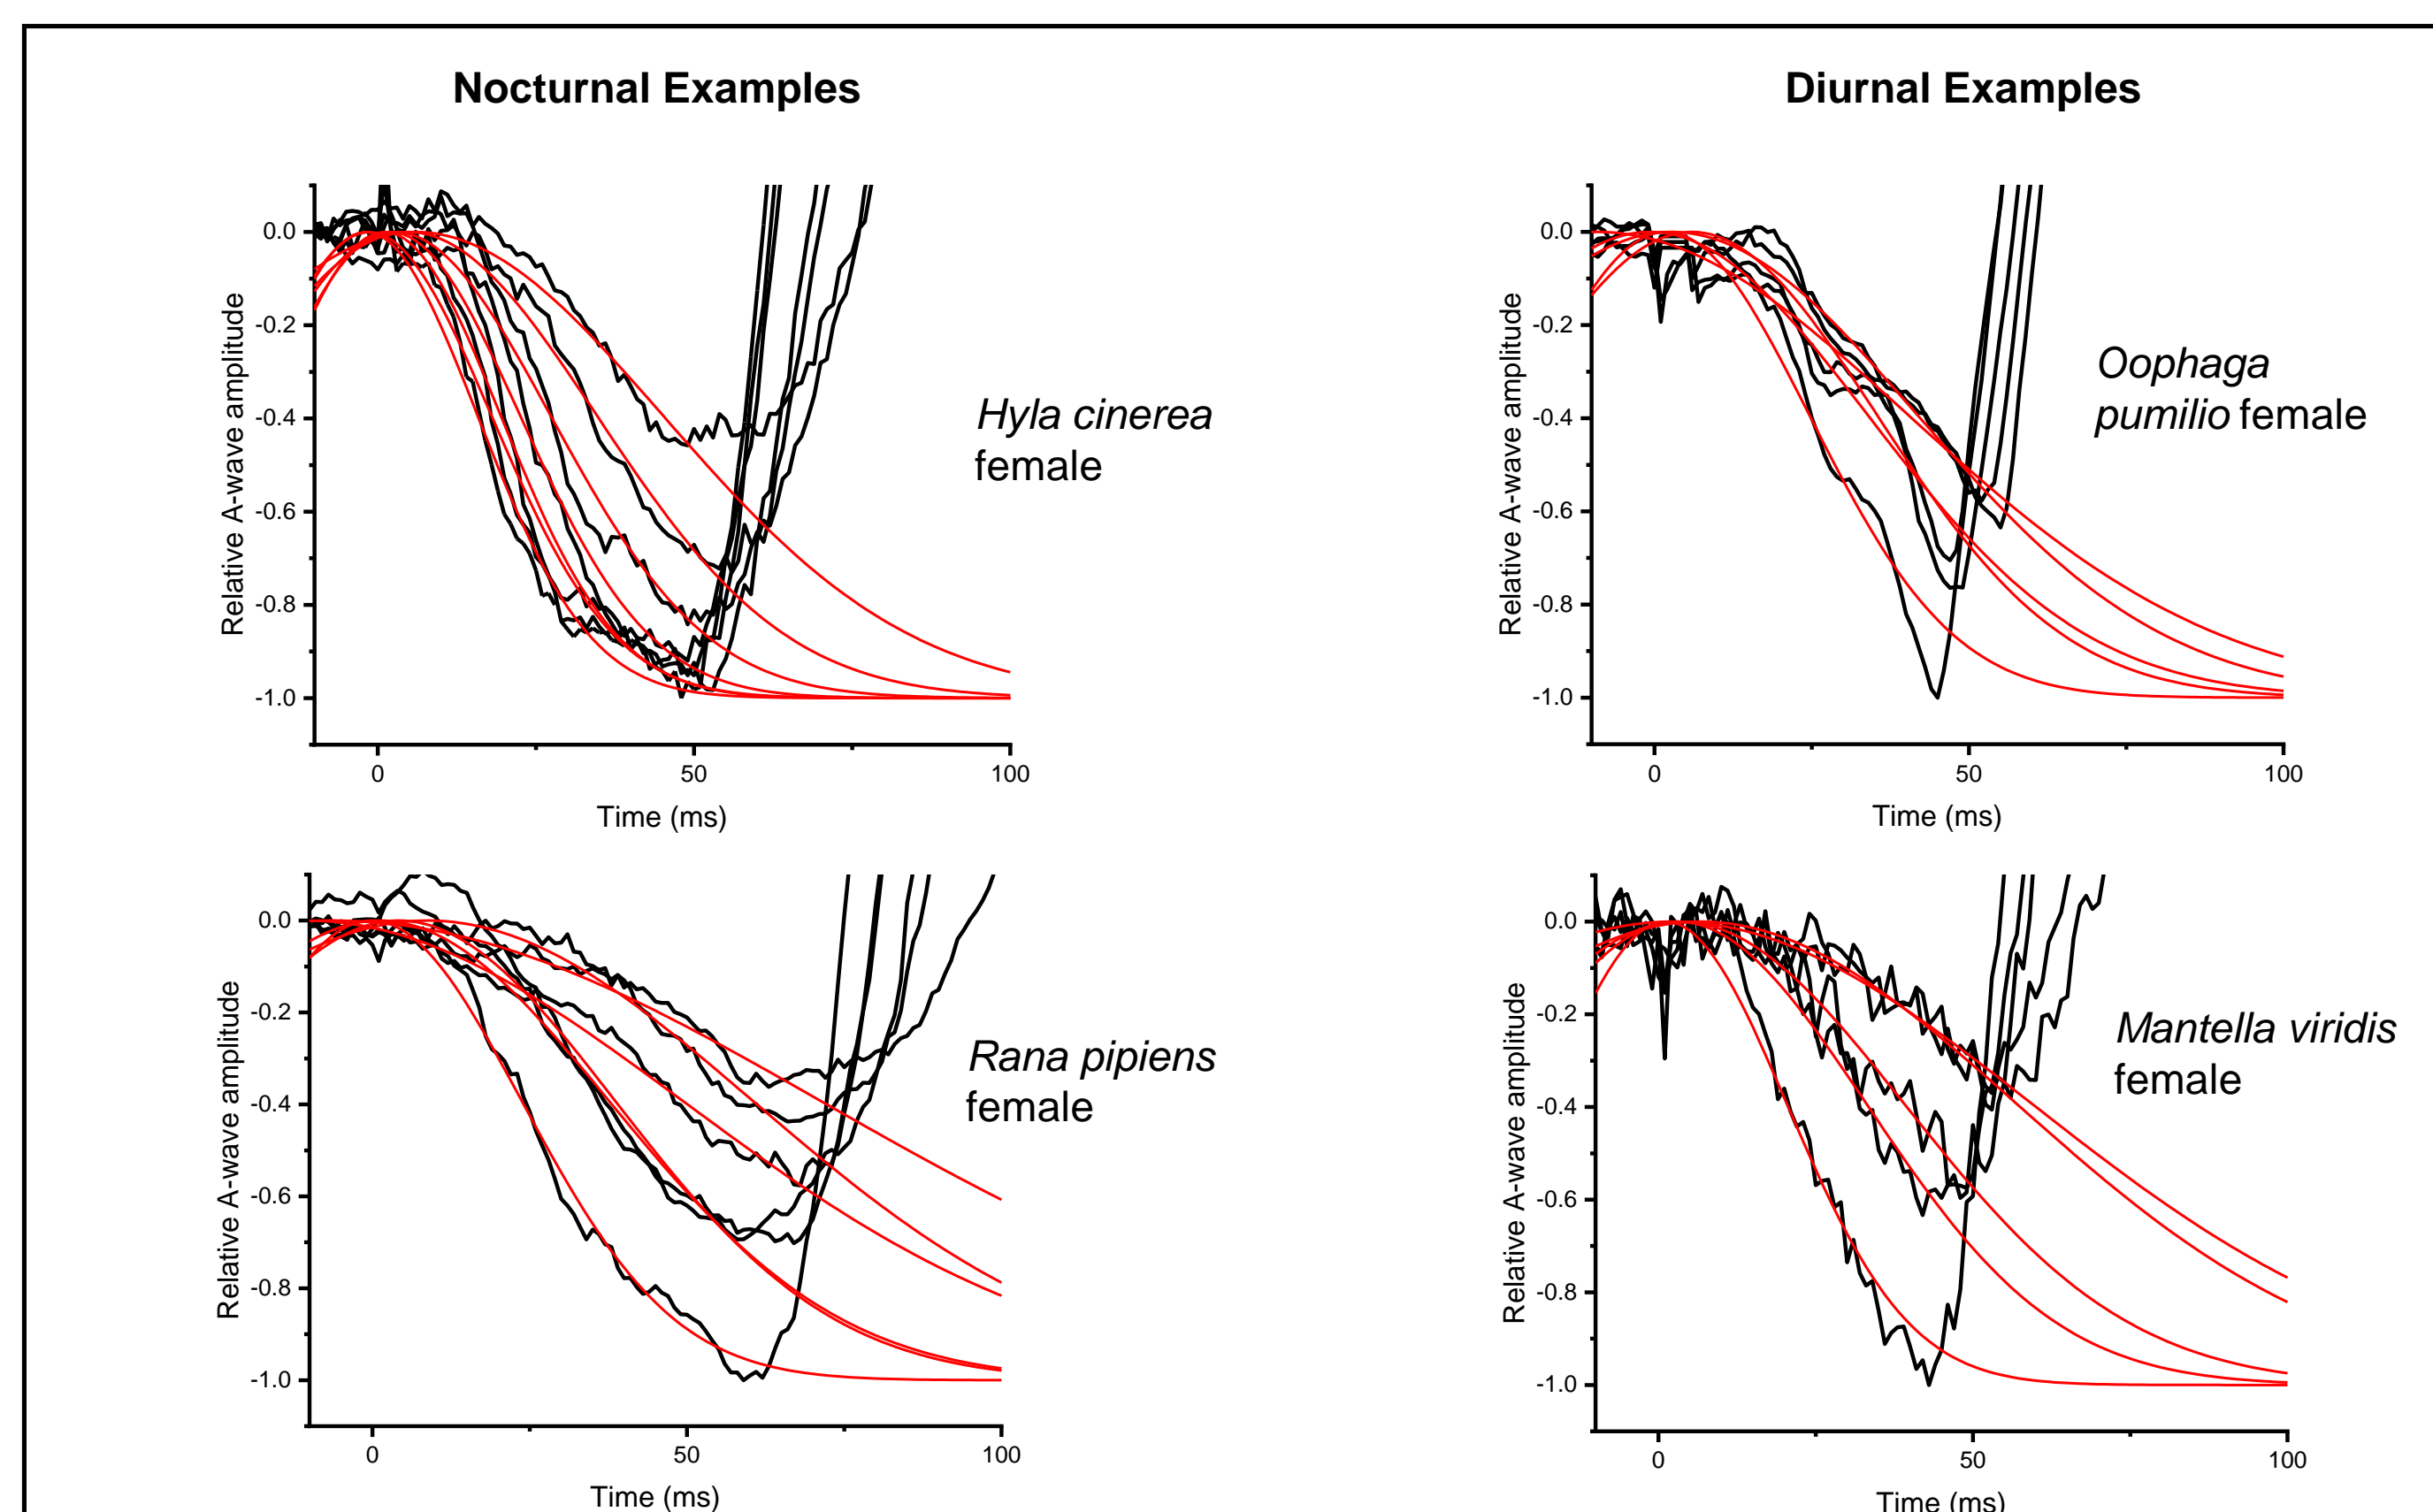 Nocturnal Examples
Diurnal Examples
0.0
-0.2
-0.4
-0.6
-0.8
-1.0
Relative A-wave amplitude
0
50
100
Time (ms)
Hyla cinerea
female
0.0
-0.2
-0.4
-0.6
-0.8
-1.0
Relative A-wave amplitude
0
50
100
Time (ms)
Oophaga
pumilio female
0.0
-0.2
-0.4
-0.6
-0.8
-1.0
Relative A-wave amplitude
0
50
100
Time (ms)
Rana pipiens
female
0.0
-0.2
-0.4
-0.6
-0.8
-1.0
Relative A-wave amplitude
0
50
100
Time (ms)
Mantella viridis
female